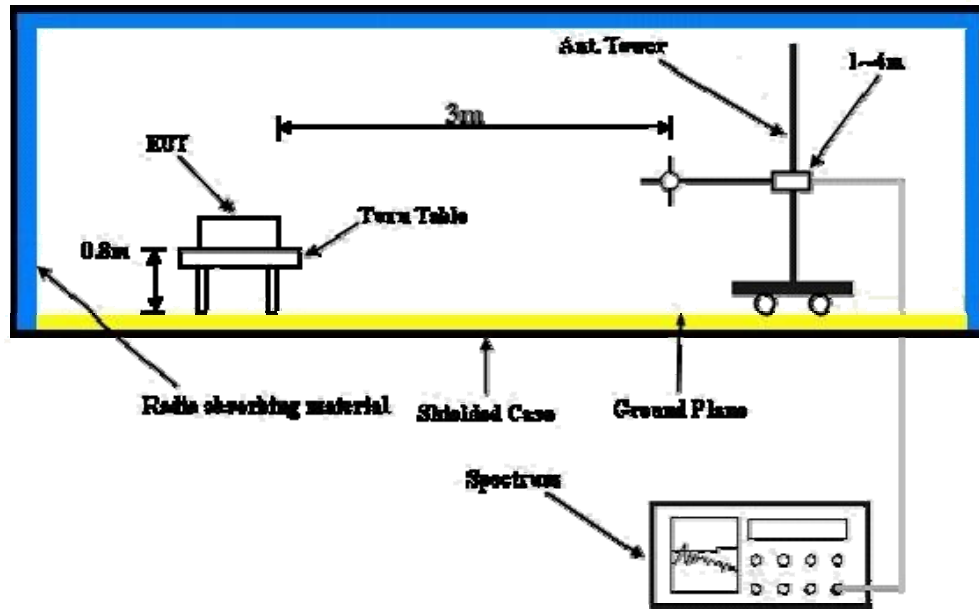 Ant. Tower
1~4m
3m
EUT
Turn Table
0.8m
Radio absorbing material
Shielded Case
Ground Plane
Spectrum